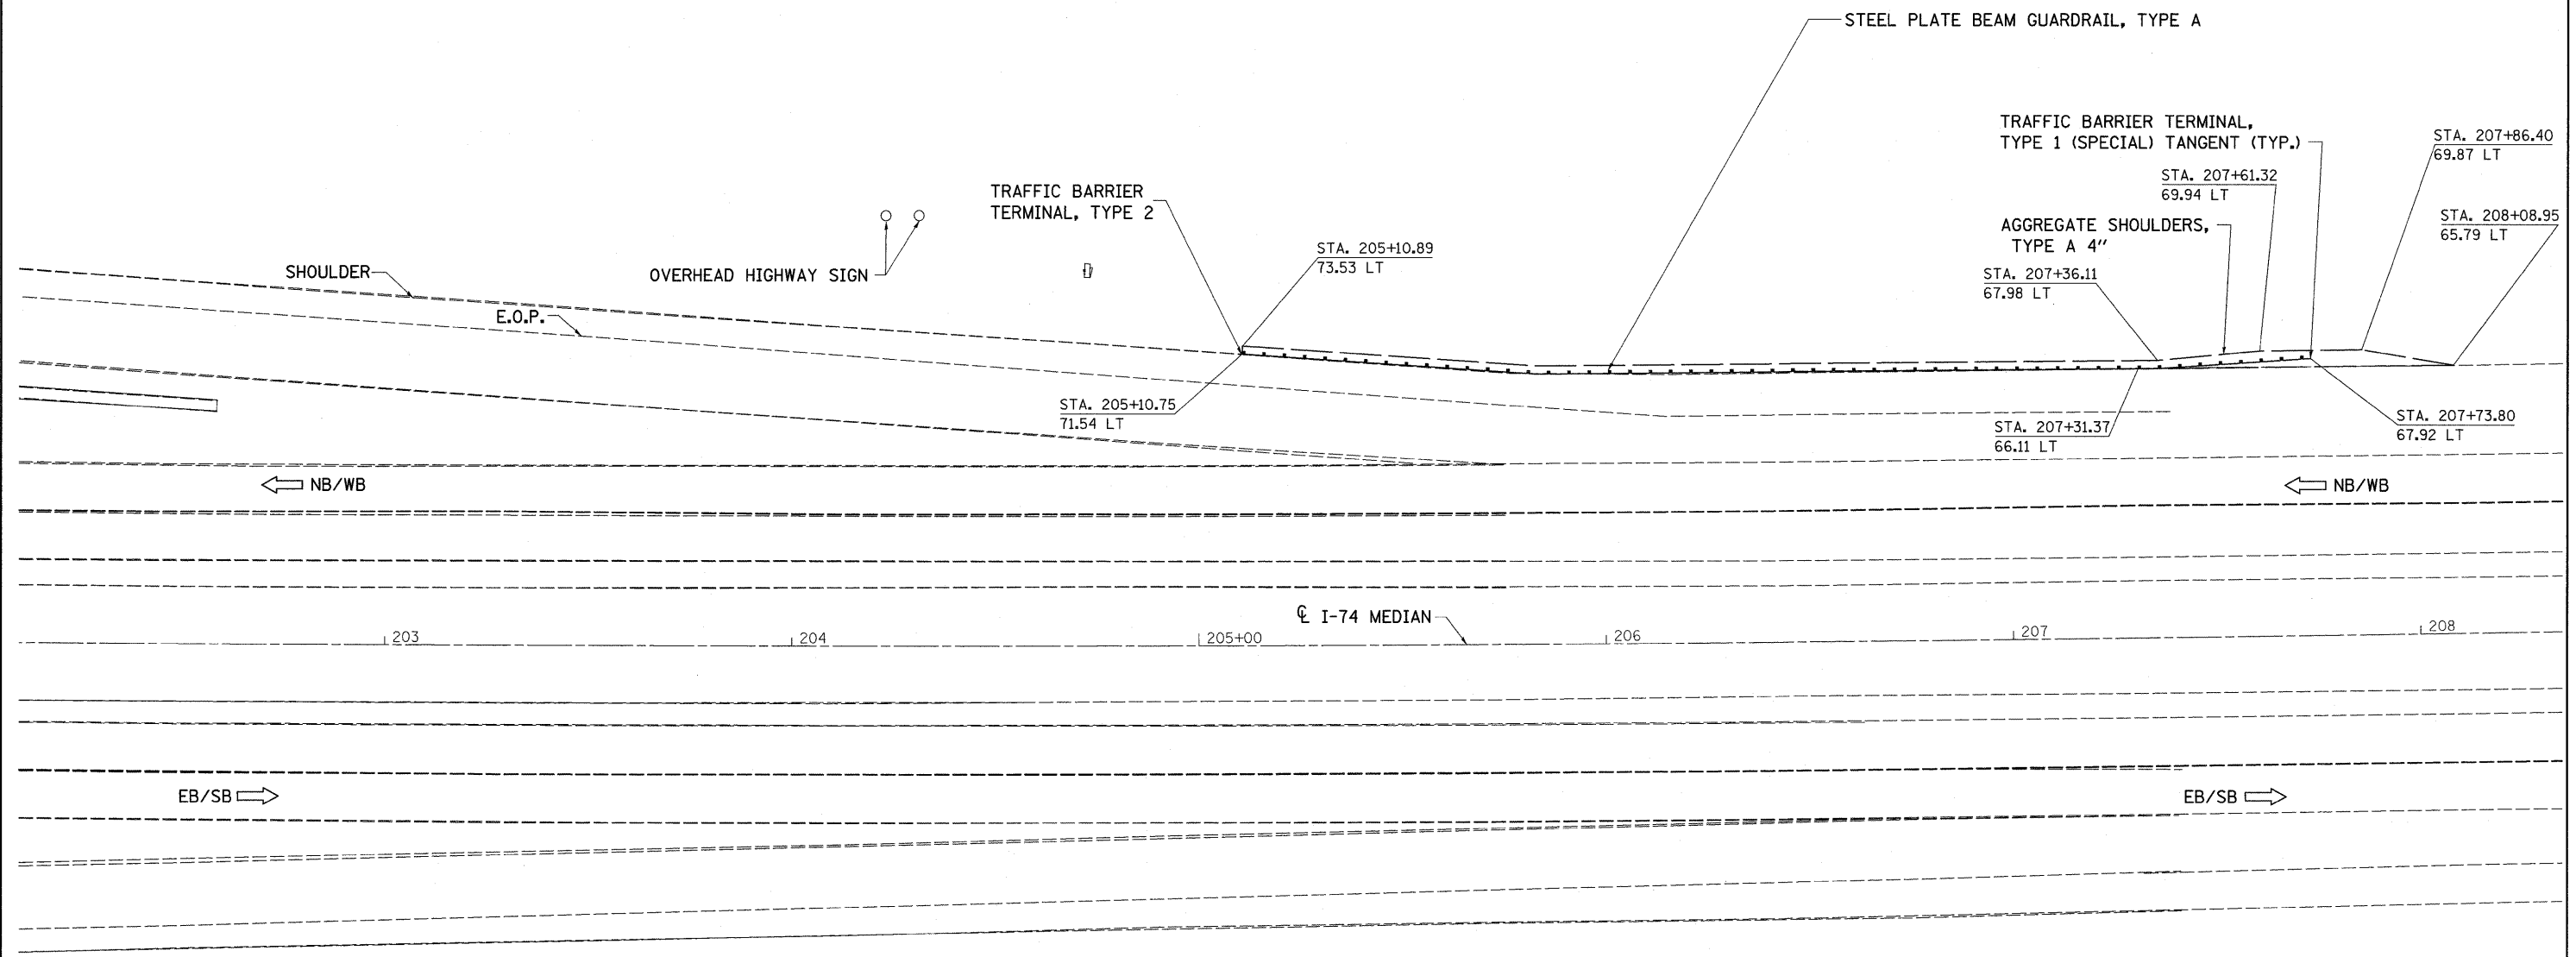 STEEL PLATE BEAM GUARDRAIL, TYPE A
TRAFFIC BARRIER TERMINAL,
TYPE 1 (SPECIAL) TANGENT (TYP.)
STA. 207+86.40
69.87 LT
STA. 207+61.32
69.94 LT
TRAFFIC BARRIER
TERMINAL, TYPE 2
AGGREGATE SHOULDERS,
TYPE A 4"
STA. 208+08.95
65.79 LT
STA. 205+10.89
73.53 LT
SHOULDER
OVERHEAD HIGHWAY SIGN
STA. 207+36.11
67.98 LT
E.O.P.
STA. 205+10.75
71.54 LT
STA. 207+31.37
66.11 LT
STA. 207+73.80
67.92 LT
NB/WB
NB/WB
℄ I-74 MEDIAN
203
204
205+00
206
207
208
EB/SB
EB/SB